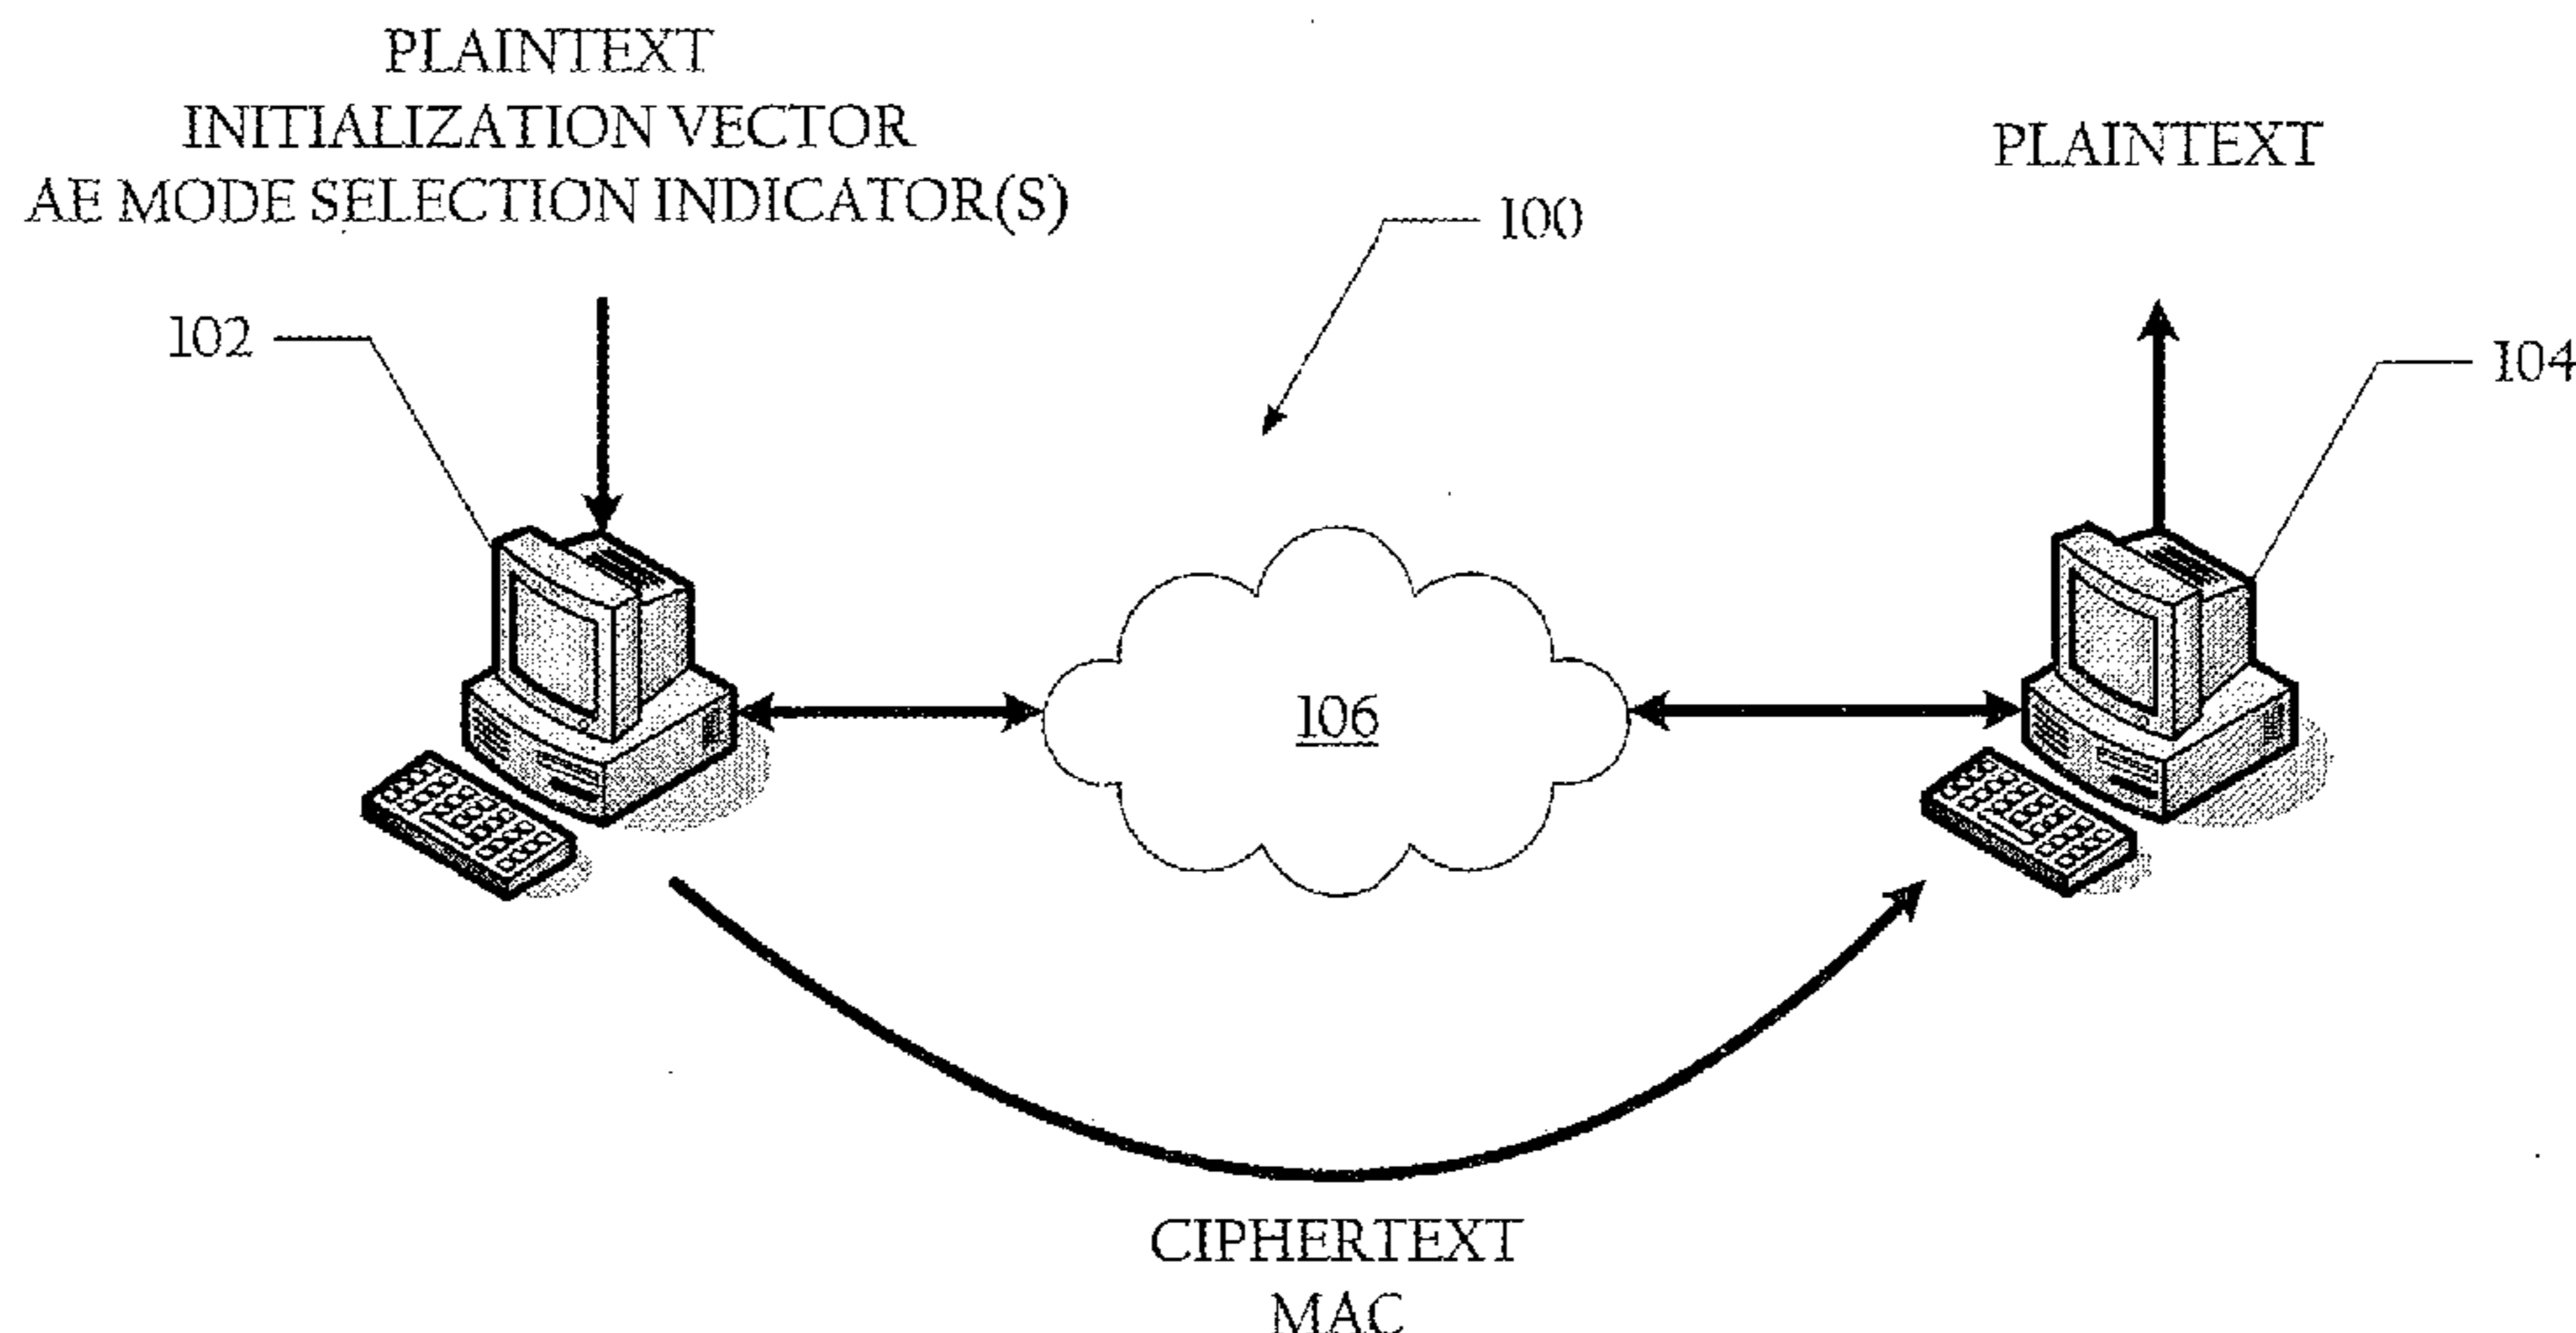 PLAINTEXT
INITIALIZATION VECTOR
AE MODE SELECTION INDICATOR(S)
PLAINTEXT
100
102
104
106
CIPHERTEXT
MAC